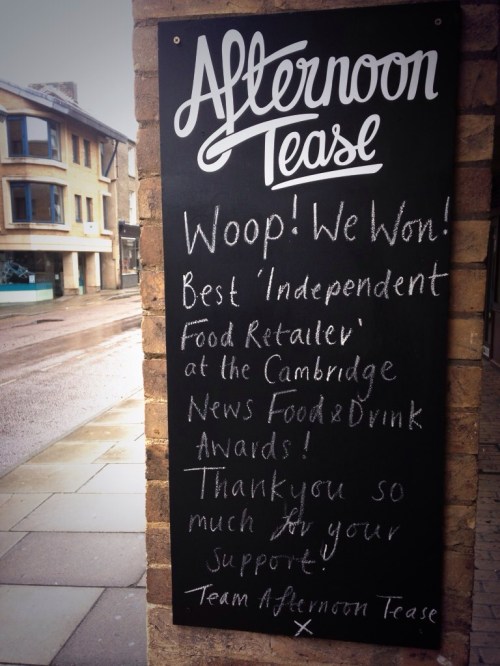 Afternoon
Tease
Woop! We Won!
Best 'Independent
Food Retailer'
at the Cambridge
News Food & Drink
Awards!
Thankyou so
much for your
support!
Team Afternoon Tease
X